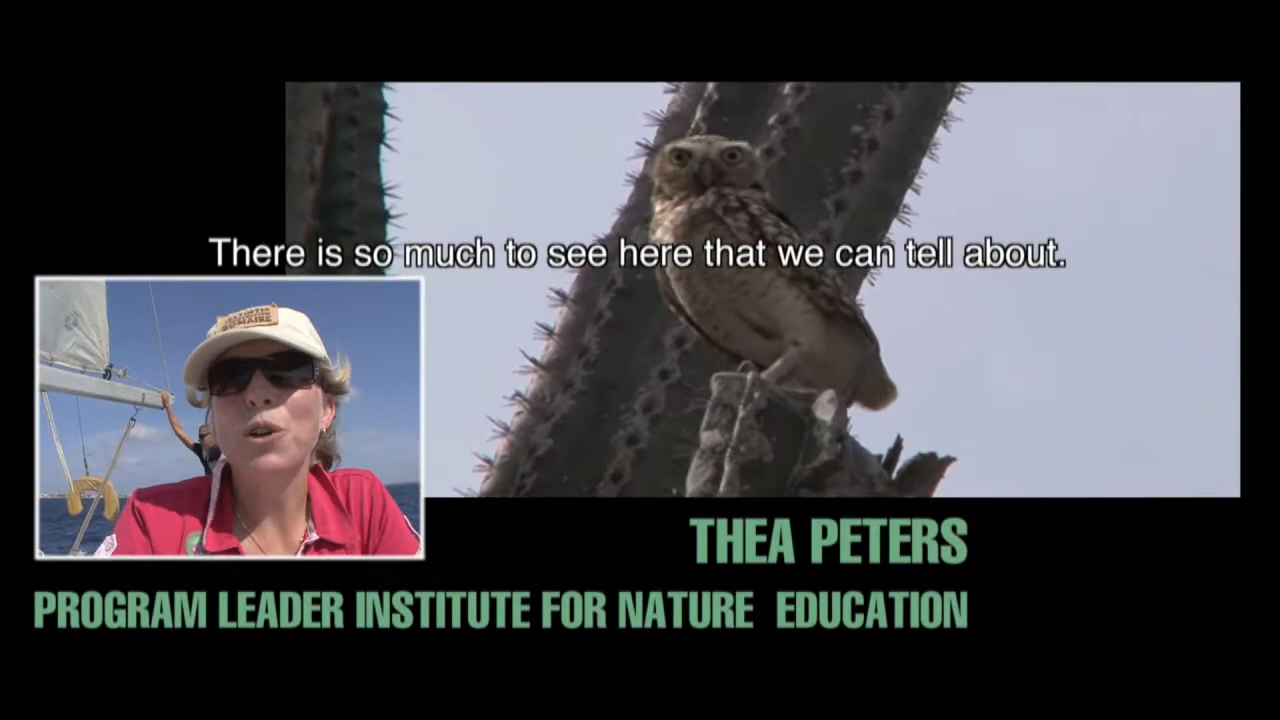 There is so much to see here that we can tell about.
BONAIRE
THEA PETERS
PROGRAM LEADER INSTITUTE FOR NATURE EDUCATION